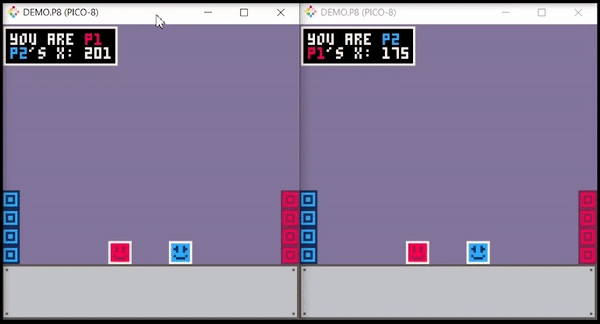 DEMO.P8 (PICO-8)
YOU ARE P1
P2'S X: 201
DEMO.P8 (PICO-8)
YOU ARE P2
P1'S X: 175